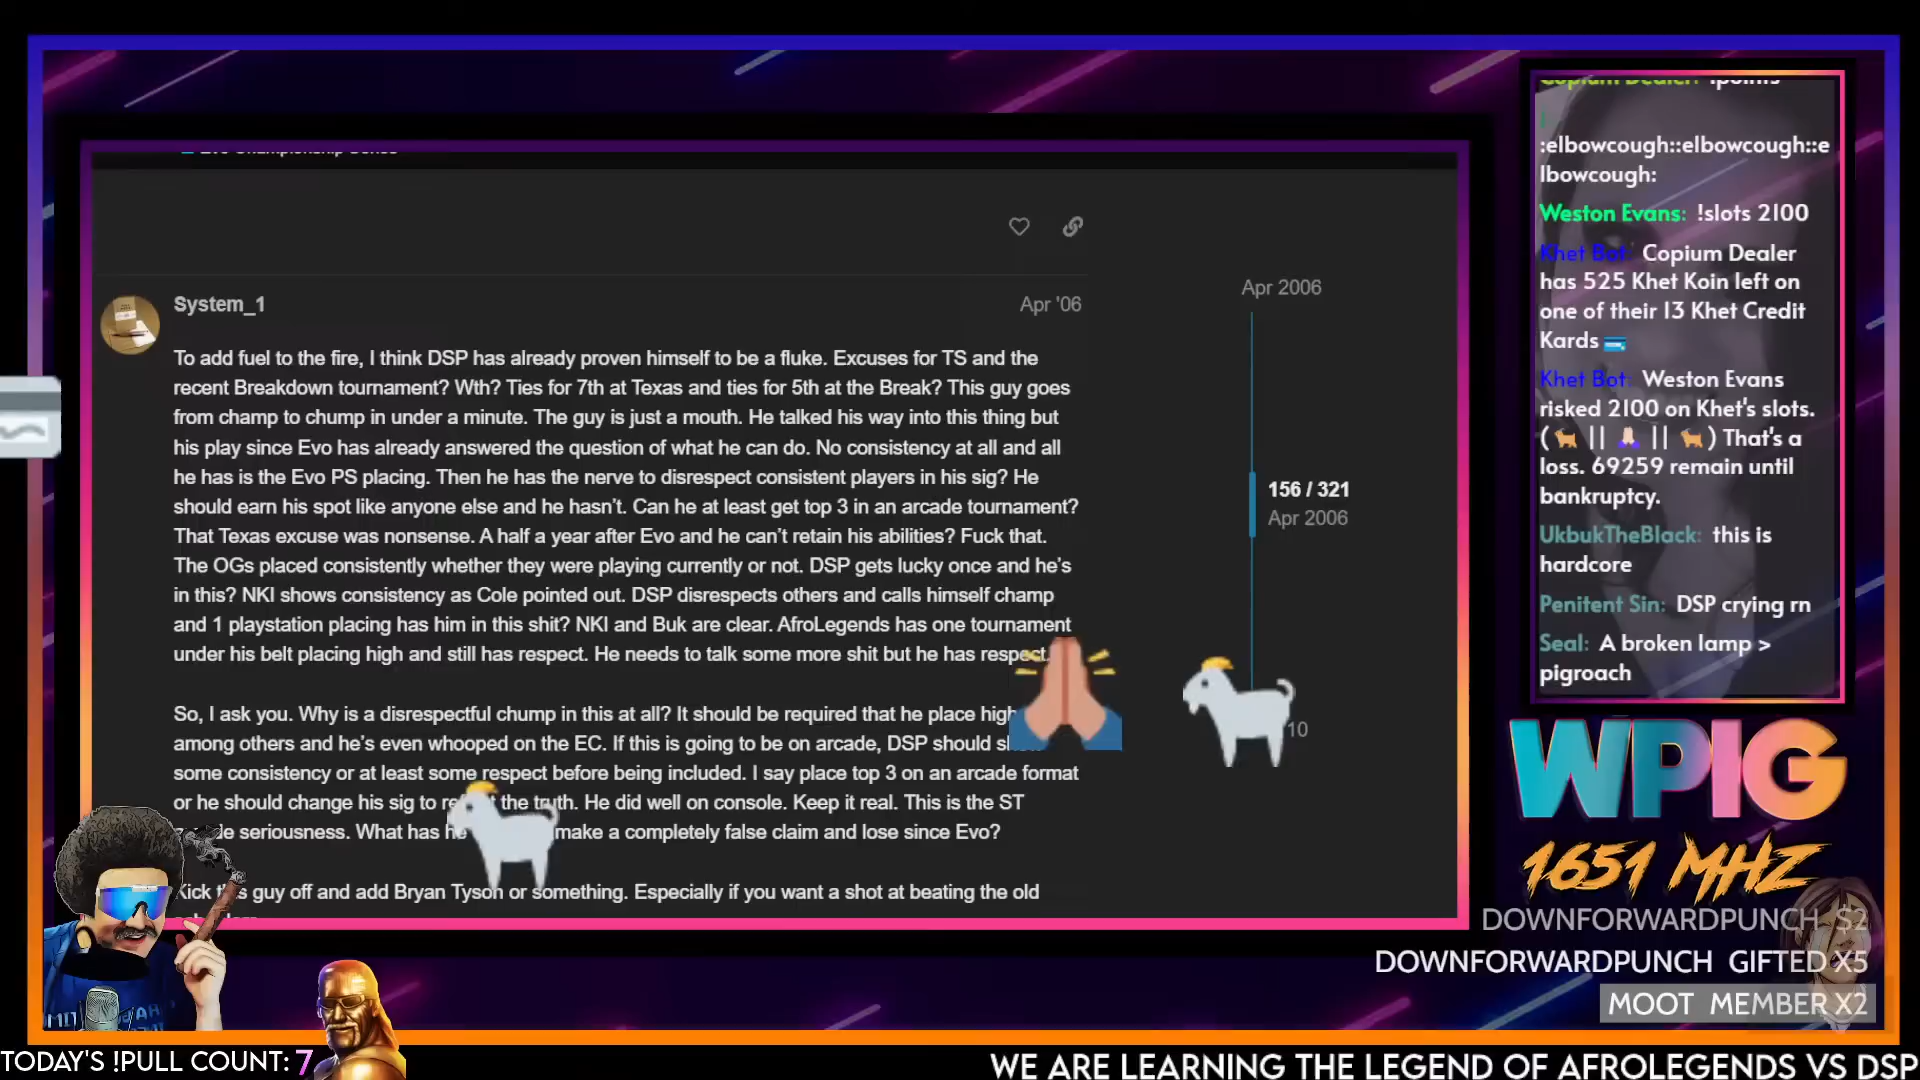 Evo Championship Series
System_1
Apr '06
To add fuel to the fire, I think DSP has already proven himself to be a fluke. Excuses for TS and the
recent Breakdown tournament? Wth? Ties for 7th at Texas and ties for 5th at the Break? This guy goes
from champ to chump in under a minute. The guy is just a mouth. He talked his way into this thing but
his play since Evo has already answered the question of what he can do. No consistency at all and all
he has is the Evo PS placing. Then he has the nerve to disrespect consistent players in his sig? He
should earn his spot like anyone else and he hasn't. Can he at least get top 3 in an arcade tournament?
That Texas excuse was nonsense. A half a year after Evo and he can't retain his abilities? Fuck that.
The OGs placed consistently whether they were playing currently or not. DSP gets lucky once and he's
in this? NKI shows consistency as Cole pointed out. DSP disrespects others and calls himself champ
and 1 playstation placing has him in this shit? NKI and Buk are clear. AfroLegends has one tournament
under his belt placing high and still has respect. He needs to talk some more shit but he has respect.
So, I ask you. Why is a disrespectful chump in this at all? It should be required that he place high
among others and he's even whooped on the EC. If this is going to be on arcade, DSP should
some consistency or at least some respect before being included. I say place top 3 on an arcade format
or he should change his sig to the truth. He did well on console. Keep it real. This is the ST
seriousness. What has make a completely false claim and lose since Evo?
Kick this guy off and add Bryan Tyson or something. Especially if you want a shot at beating the old
Apr 2006
156 / 321
Apr 2006
10
Copium Dealer: !points
:elbowcough::elbowcough::e
lbowcough:
Weston Evans: !slots 2100
Khet Bot: Copium Dealer
has 525 Khet Koin left on
one of their 13 Khet Credit
Kards
Khet Bot: Weston Evans
risked 2100 on Khet's slots.
( || || ) That's a
loss. 69259 remain until
bankruptcy.
UkbukTheBlack: this is
hardcore
Penitent Sin: DSP crying rn
Seal: A broken lamp >
pigroach
WPIG
1651 MHZ
DOWNFORWARDPUNCH $2
DOWNFORWARDPUNCH GIFTED X5
MOOT MEMBER X2
TODAY'S !PULL COUNT: 7
WE ARE LEARNING THE LEGEND OF AFROLEGENDS VS DSP